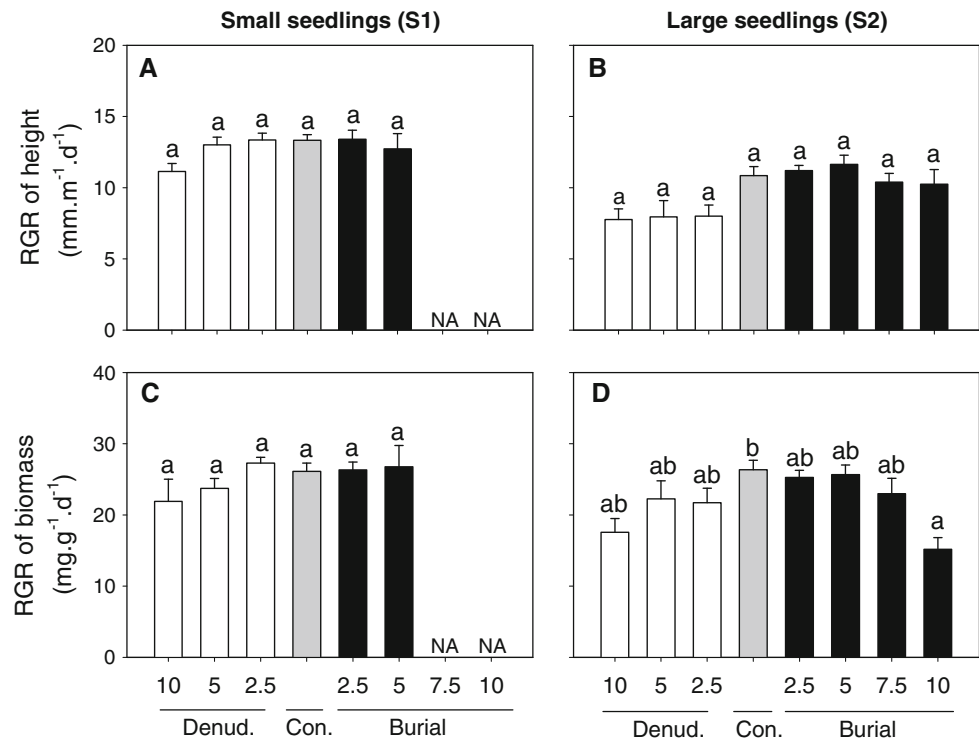 Small seedlings (S1)
Large seedlings (S2)
RGR of height
(mm.m⁻¹.d⁻¹)
20
15
10
5
0
A
a a a a a a
NA NA
B
a a a a a a a a
RGR of biomass
(mg.g⁻¹.d⁻¹)
40
30
20
10
0
C
a a a a a a
NA NA
D
ab ab ab b ab ab ab a
10 5 2.5 2.5 5 7.5 10
Denud. Con. Burial
10 5 2.5 2.5 5 7.5 10
Denud. Con. Burial